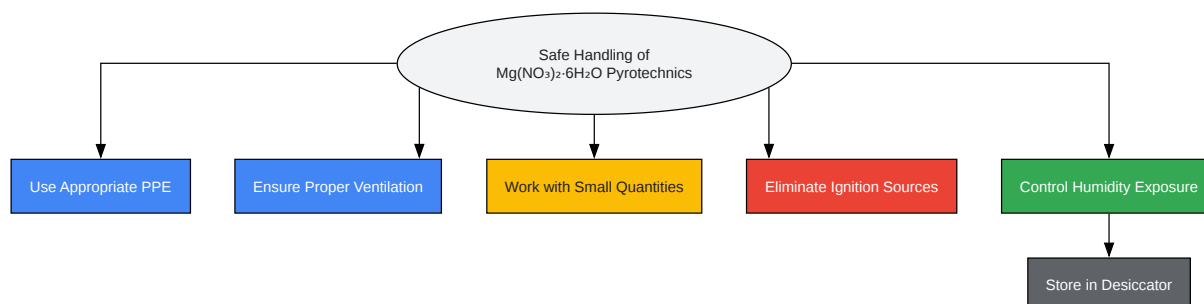 Safe Handling of
Mg(NO₃)₂·6H₂O Pyrotechnics
Use Appropriate PPE
Ensure Proper Ventilation
Work with Small Quantities
Eliminate Ignition Sources
Control Humidity Exposure
Store in Desiccator